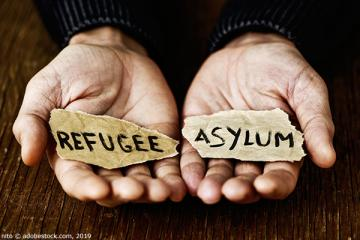 REFUGEE
ASYLUM
nito © adobestock.com, 2019